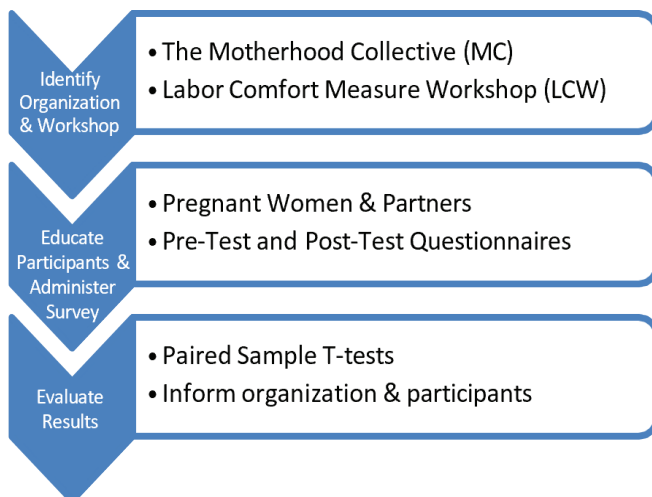 Identify
Organization
& Workshop
• The Motherhood Collective (MC)
• Labor Comfort Measure Workshop (LCW)
Educate
Participants &
Administer
Survey
• Pregnant Women & Partners
• Pre-Test and Post-Test Questionnaires
Evaluate
Results
• Paired Sample T-tests
• Inform organization & participants